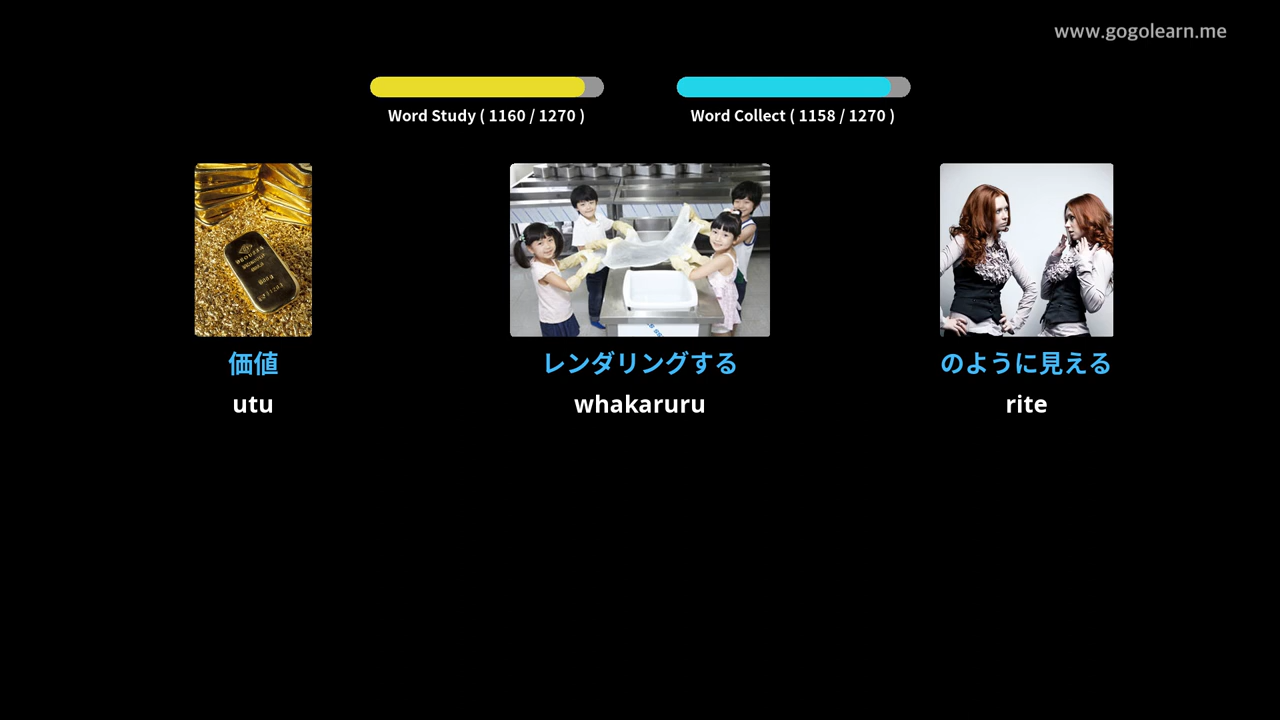 www.gogolearn.me
Word Study ( 1160 / 1270 )
Word Collect ( 1158 / 1270 )
価値
レンダリングする
のように見える
utu
whakaruru
rite